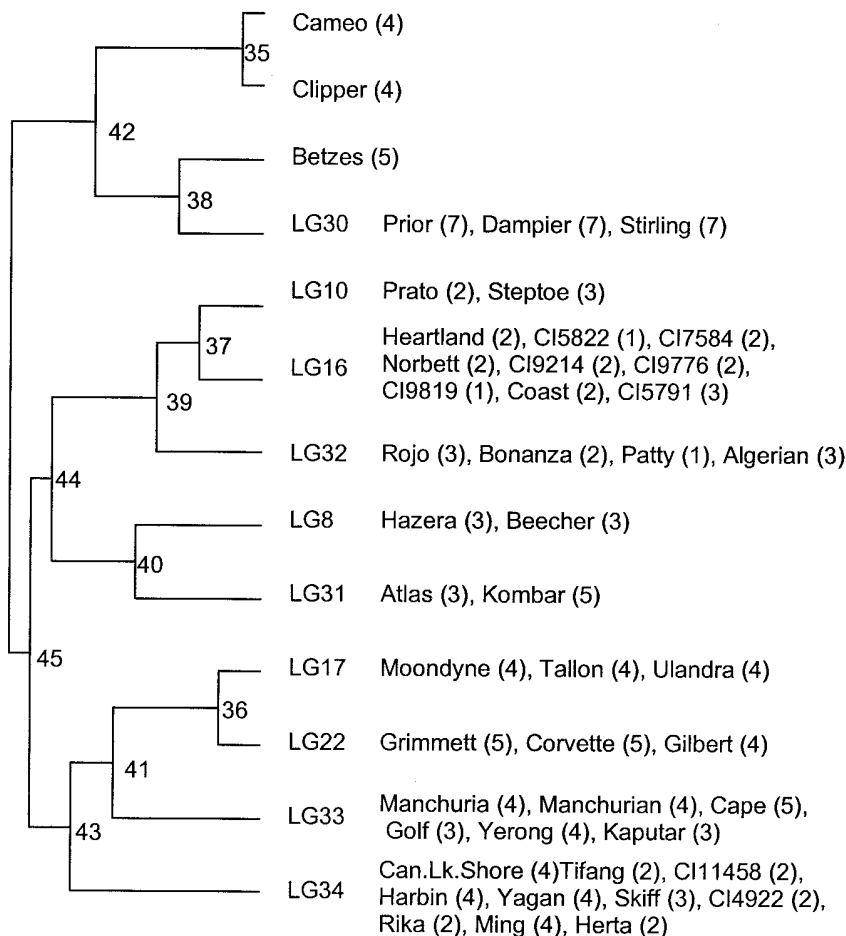 Cameo (4)
35
Clipper (4)
42
Betzes (5)
38
LG30 Prior (7), Dampier (7), Stirling (7)
LG10 Prato (2), Steptoe (3)
37
Heartland (2), CI5822 (1), CI7584 (2),
LG16 Norbett (2), CI9214 (2), CI9776 (2),
CI9819 (1), Coast (2), CI5791 (3)
39
LG32 Rojo (3), Bonanza (2), Patty (1), Algerian (3)
44
LG8 Hazera (3), Beecher (3)
40
LG31 Atlas (3), Kombar (5)
45
LG17 Moondyne (4), Tallon (4), Ulandra (4)
36
LG22 Grimmett (5), Corvette (5), Gilbert (4)
41
Manchuria (4), Manchurian (4), Cape (5),
LG33
Golf (3), Yerong (4), Kaputar (3)
43
Can.Lk.Shore (4)Tifang (2), CI11458 (2),
LG34 Harbin (4), Yagan (4), Skiff (3), CI4922 (2),
Rika (2), Ming (4), Herta (2)